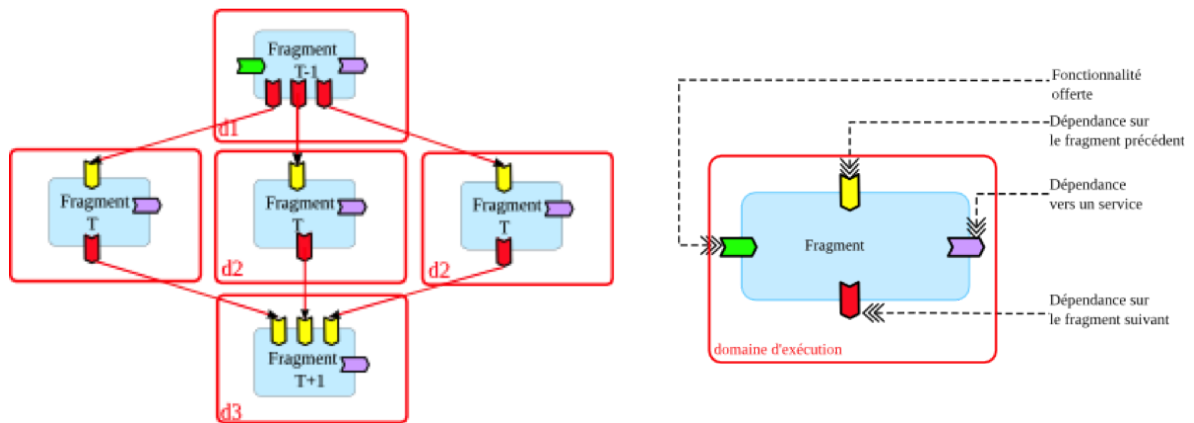 Fragment
T-1
d1
Fragment
T
Fragment
T
d2
Fragment
T
d2
Fragment
T+1
d3
Fonctionnalité
offerte
Dépendance sur
le fragment précédent
Dépendance
vers un service
Fragment
Dépendance sur
le fragment suivant
domaine d'exécution